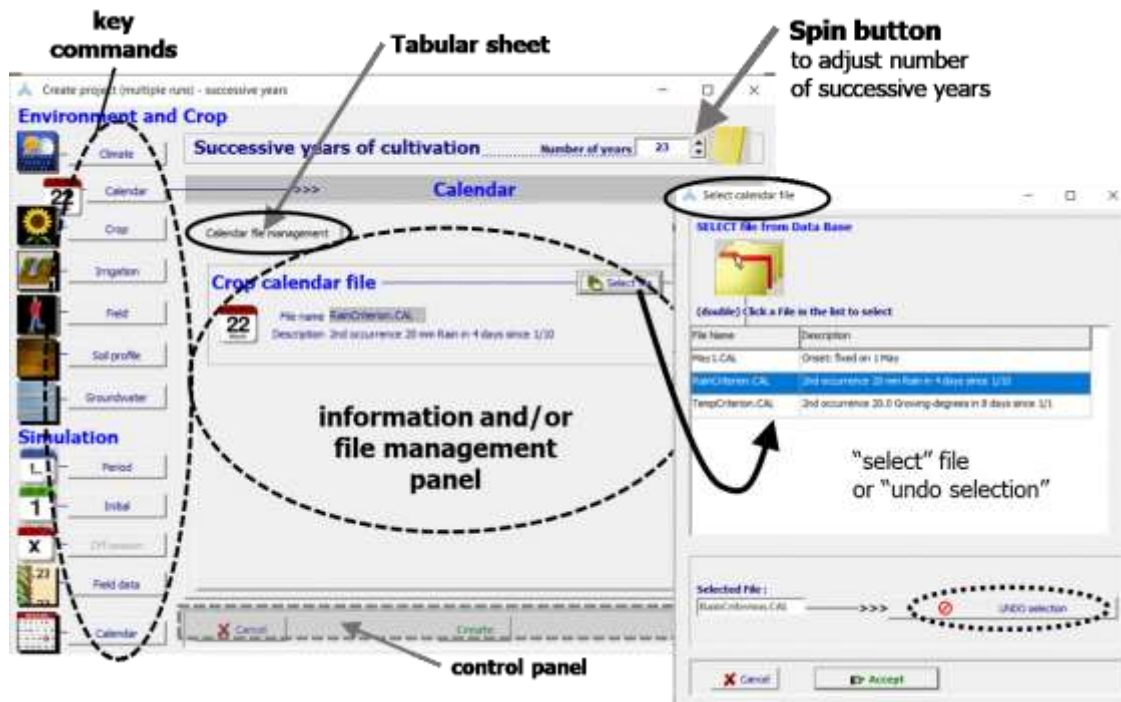 key
commands
Tabular sheet
Spin button
to adjust number
of successive years
Create project (multiple runs) - successive years
Environment and Crop
Climate
Successive years of cultivation
Number of years
23
Calendar
>>>
Calendar
22
Crop
Calendar file management
Irrigation
Crop calendar file
Select file
22
File name
RainCriterion.CAL
Description
2nd occurrence 20 mm Rain in 4 days since 1/10
Field
Soil profile
Groundwater
information and/or
file management
panel
Simulation
Period
1
Initial
X
Off-season
Field data
Calendar
Cancel
Create
control panel
Select calendar file
SELECT file from Data Base
(double) Click a File in the list to select
File Name
Description
May1.CAL
Onset: fixed on 1 May
RainCriterion.CAL
2nd occurrence 20 mm Rain in 4 days since 1/10
TempCriterion.CAL
2nd occurrence 20.0 Growing-degrees in 8 days since 1/1
"select" file
or "undo selection"
Selected File :
RainCriterion.CAL
>>>
UNDO selection
Cancel
Accept